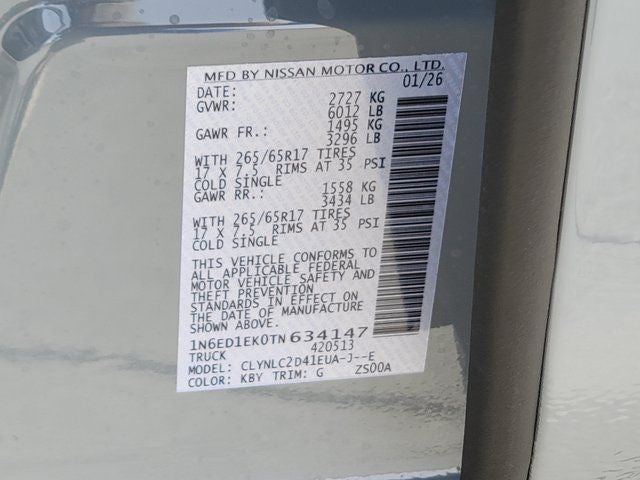 MFD BY NISSAN MOTOR CO., LTD.
DATE: 01/26
GVWR: 2727 KG
6012 LB
GAWR FR.: 1495 KG
3296 LB
WITH 265/65R17 TIRES
17 X 7.5 RIMS AT 35 PSI
COLD SINGLE
GAWR RR.: 1558 KG
3434 LB
WITH 265/65R17 TIRES
17 X 7.5 RIMS AT 35 PSI
COLD SINGLE
THIS VEHICLE CONFORMS TO
ALL APPLICABLE FEDERAL
MOTOR VEHICLE SAFETY AND
THEFT PREVENTION
STANDARDS IN EFFECT ON
THE DATE OF MANUFACTURE
SHOWN ABOVE.
1N6ED1EK0TN634147
TRUCK 420513
MODEL: CLYNLC2D41EUA-J--E
COLOR: KBY TRIM: G ZS00A